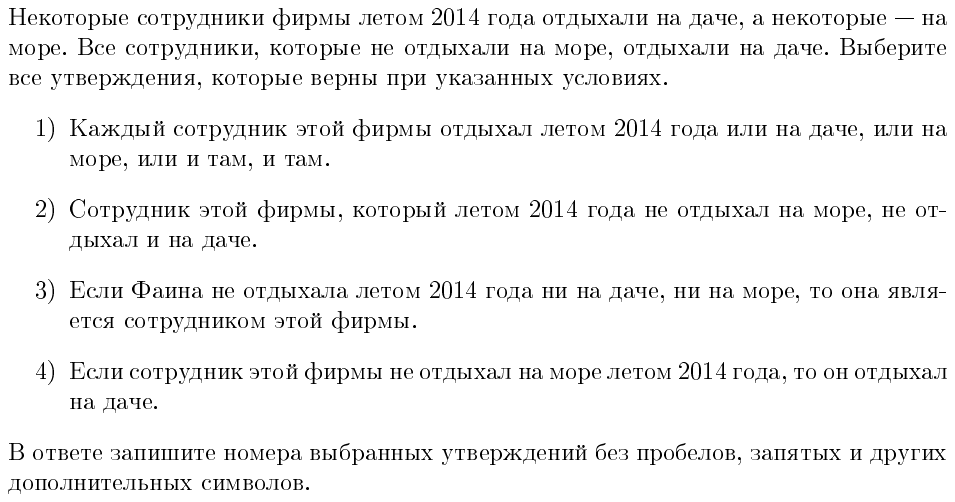 Некоторые сотрудники фирмы летом 2014 года отдыхали на даче, а некоторые — на
море. Все сотрудники, которые не отдыхали на море, отдыхали на даче. Выберите
все утверждения, которые верны при указанных условиях.
1) Каждый сотрудник этой фирмы отдыхал летом 2014 года или на даче, или на
море, или и там, и там.
2) Сотрудник этой фирмы, который летом 2014 года не отдыхал на море, не от-
дыхал и на даче.
3) Если Фаина не отдыхала летом 2014 года ни на даче, ни на море, то она явля-
ется сотрудником этой фирмы.
4) Если сотрудник этой фирмы не отдыхал на море летом 2014 года, то он отдыхал
на даче.
В ответе запишите номера выбранных утверждений без пробелов, запятых и других
дополнительных символов.